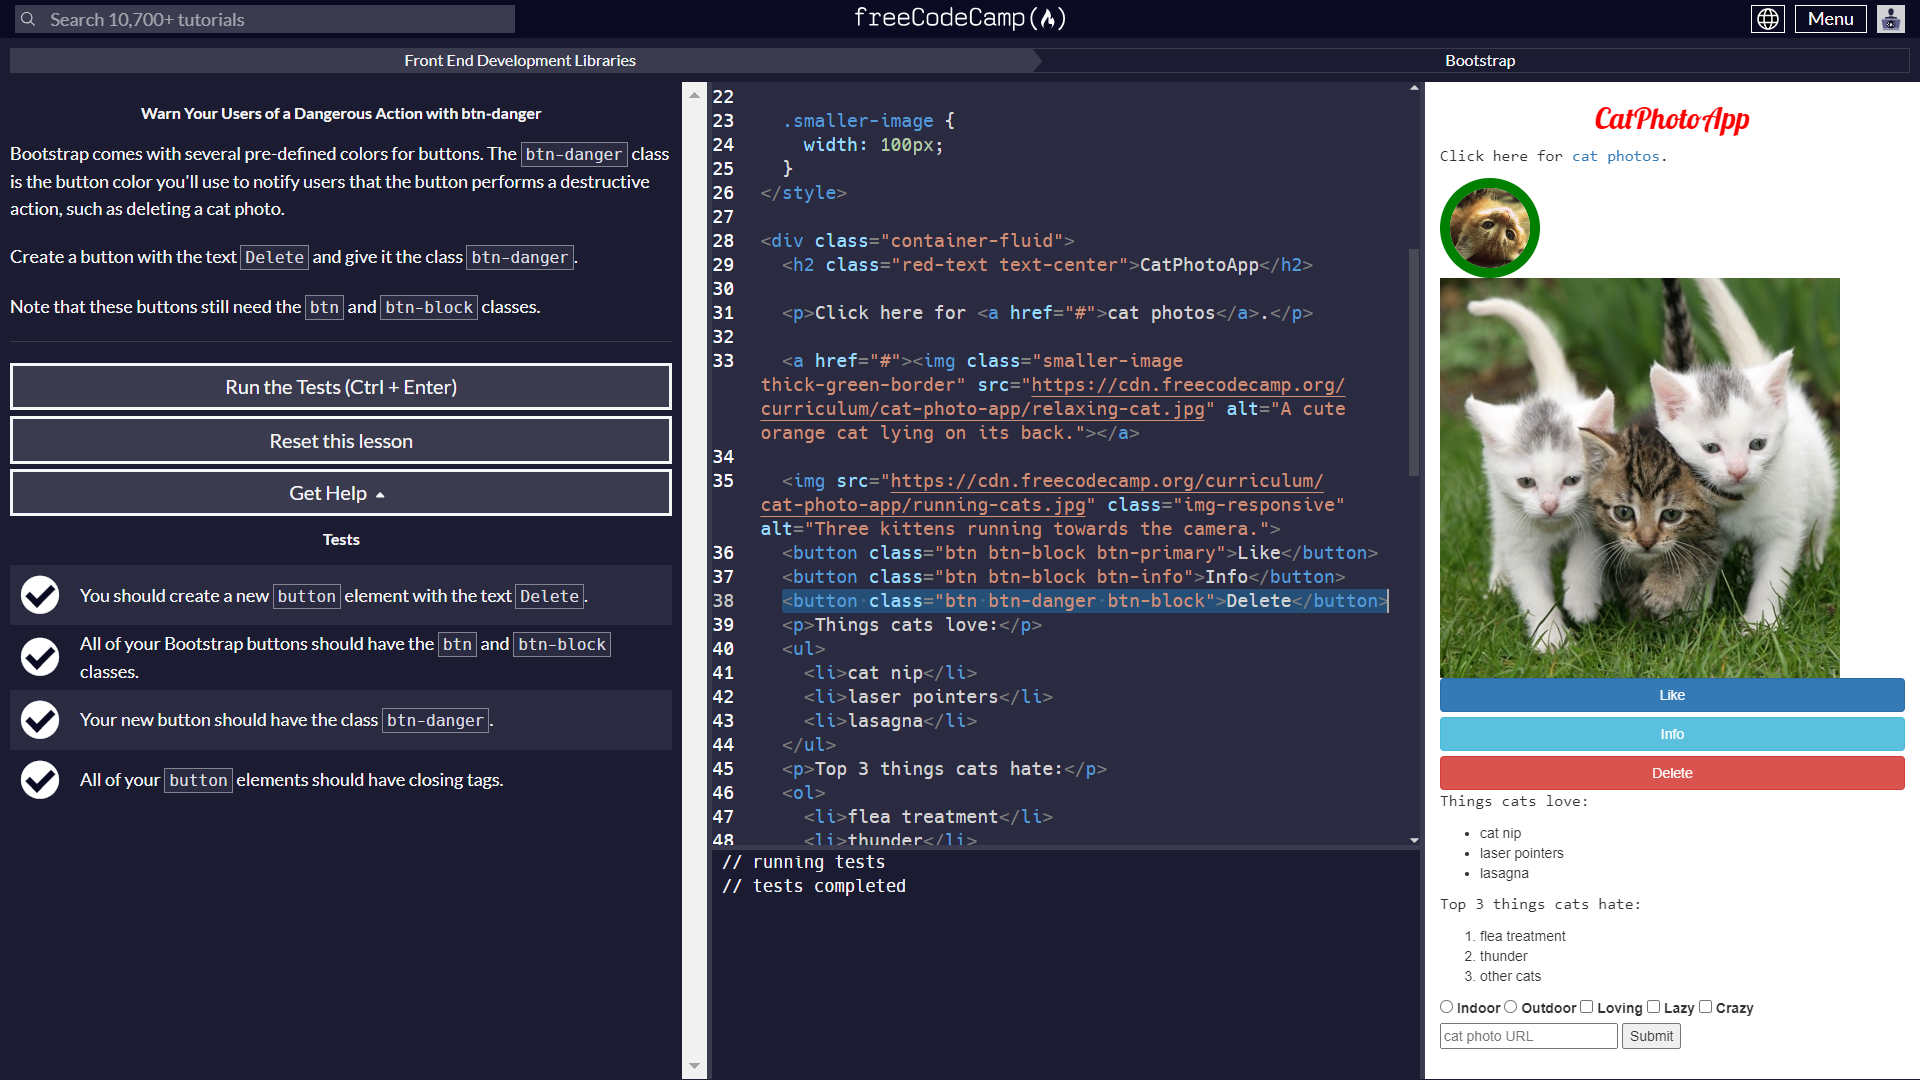 Search 10,700+ tutorials
freeCodeCamp(🔥)
Menu
Front End Development Libraries
Bootstrap
Warn Your Users of a Dangerous Action with btn-danger
Bootstrap comes with several pre-defined colors for buttons. The btn-danger class
is the button color you'll use to notify users that the button performs a destructive
action, such as deleting a cat photo.
Create a button with the text Delete and give it the class btn-danger.
Note that these buttons still need the btn and btn-block classes.
Run the Tests (Ctrl + Enter)
Reset this lesson
Get Help
Tests
You should create a new button element with the text Delete.
All of your Bootstrap buttons should have the btn and btn-block
classes.
Your new button should have the class btn-danger.
All of your button elements should have closing tags.
22
23 .smaller-image {
24 width: 100px;
25 }
26 </style>
27
28 <div class="container-fluid">
29 <h2 class="red-text text-center">CatPhotoApp</h2>
30
31 <p>Click here for <a href="#">cat photos</a>.</p>
32
33 <a href="#"><img class="smaller-image
thick-green-border" src="https://cdn.freecodecamp.org/
curriculum/cat-photo-app/relaxing-cat.jpg" alt="A cute
orange cat lying on its back."></a>
34
35 <img src="https://cdn.freecodecamp.org/curriculum/
cat-photo-app/running-cats.jpg" class="img-responsive"
alt="Three kittens running towards the camera.">
36 <button class="btn btn-block btn-primary">Like</button>
37 <button class="btn btn-block btn-info">Info</button>
38 <button class="btn btn-danger btn-block">Delete</button>
39 <p>Things cats love:</p>
40 <ul>
41 <li>cat nip</li>
42 <li>laser pointers</li>
43 <li>lasagna</li>
44 </ul>
45 <p>Top 3 things cats hate:</p>
46 <ol>
47 <li>flea treatment</li>
48 <li>thunder</li>
// running tests
// tests completed
CatPhotoApp
Click here for cat photos.
Like
Info
Delete
Things cats love:
• cat nip
• laser pointers
• lasagna
Top 3 things cats hate:
1. flea treatment
2. thunder
3. other cats
Indoor Outdoor Loving Lazy Crazy
cat photo URL Submit